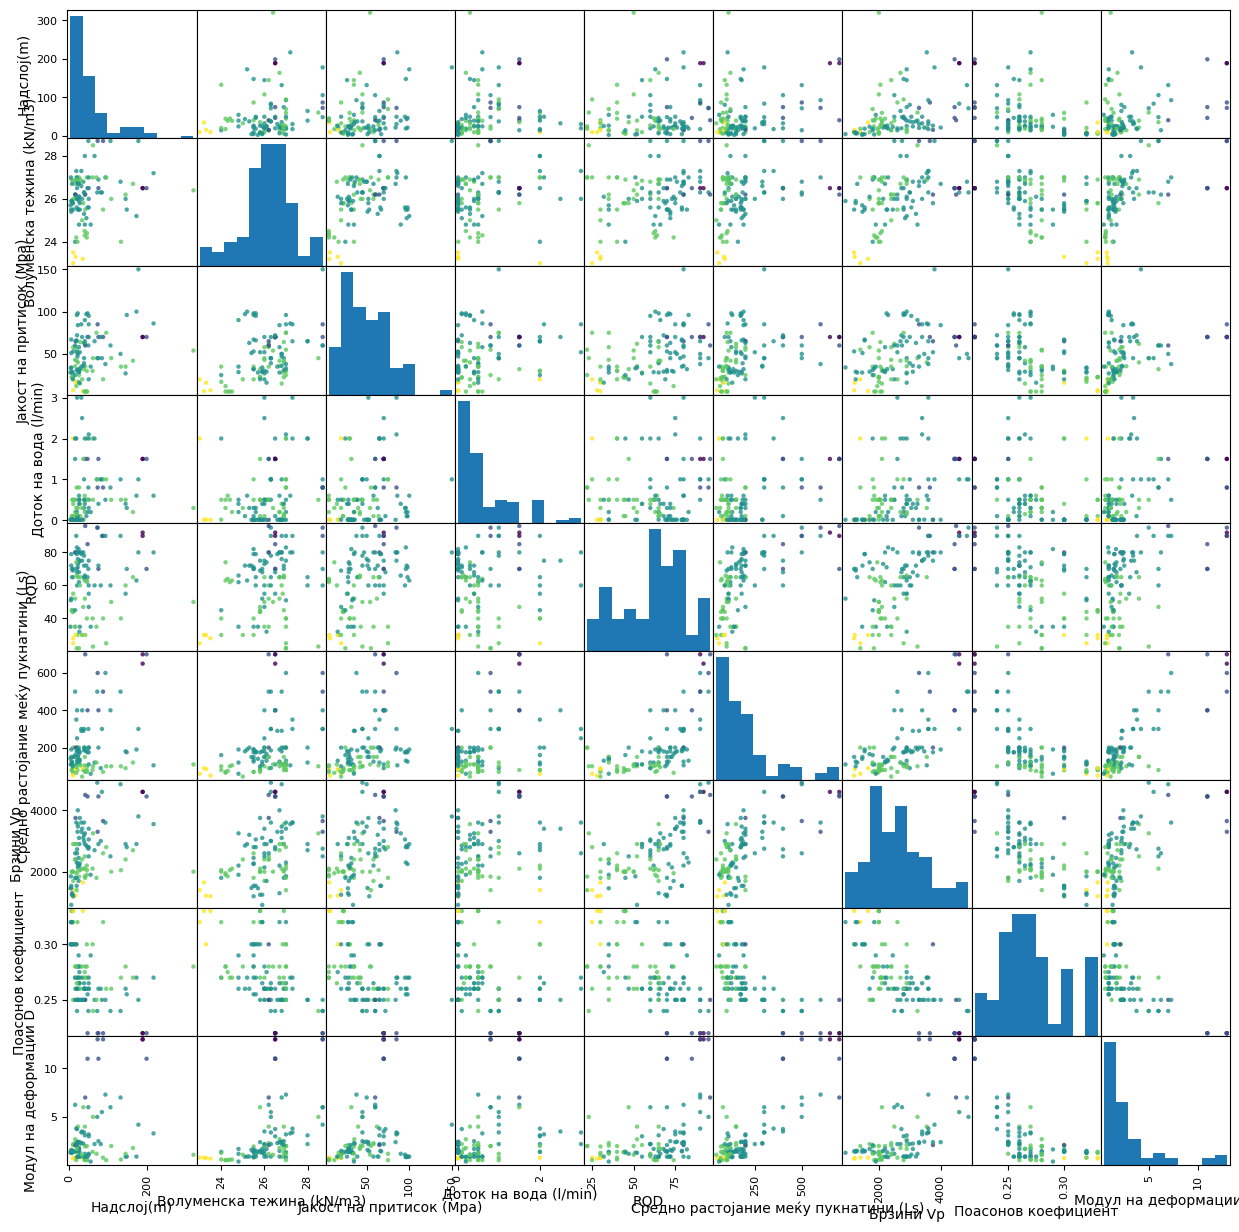 300
200
100
0
Надслој(m)
28
26
24
Волуменска тежина (kN/m3)
150
100
50
Јакост на притисок (Mpa)
3
2
1
0
Доток на вода (l/min)
80
60
40
RQD
600
400
200
Средно растојание меѓу пукнатини (Ls)
4000
2000
Брзини Vp
0.30
0.25
Поасонов коефициент
10
5
Модул на деформации D
0
200
Надслој(m)
24
26
28
Волуменска тежина (kN/m3)
50
100
150
Јакост на притисок (Mpa)
0
2
Доток на вода (l/min)
25
50
75
RQD
250
500
Средно растојание меѓу пукнатини (Ls)
2000
4000
Брзини Vp
0.25
0.30
Поасонов коефициент
5
10
Модул на деформации